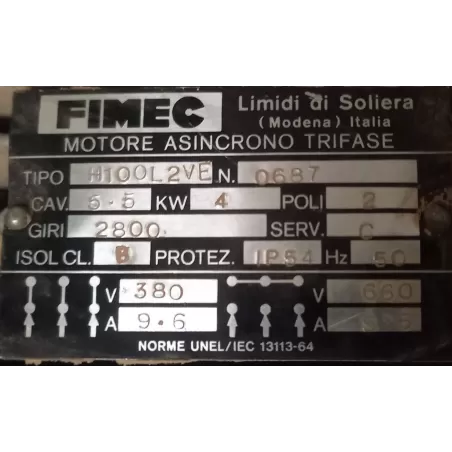 FIMEC Limidi di Soliera
(Modena) Italia
MOTORE ASINCRONO TRIFASE
TIPO H100L2VE N. 0687
CAV. 5.5 KW 4 POLI 2
GIRI 2800. SERV. C
ISOL CL. B PROTEZ. IP54 Hz 50
V 380 V 660
A 9.6 A
NORME UNEL/IEC 13113-64